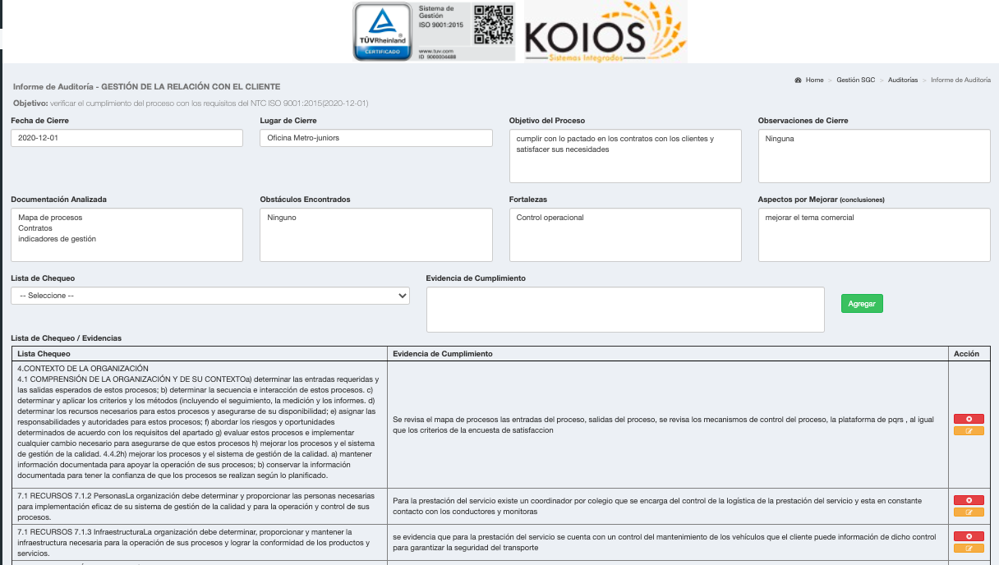 Sistema de
Gestión
ISO 9001:2015
TÜVRheinland
CERTIFICADO
www.tuv.com
ID 9000004488
KOIOS
Sistemas Integrados
Home > Gestión SGC > Auditorías > Informe de Auditoría
Informe de Auditoría - GESTIÓN DE LA RELACIÓN CON EL CLIENTE
Objetivo: verificar el cumplimiento del proceso con los requisitos del NTC ISO 9001:2015(2020-12-01)
Fecha de Cierre
2020-12-01
Lugar de Cierre
Oficina Metro-juniors
Objetivo del Proceso
cumplir con lo pactado en los contratos con los clientes y
satisfacer sus necesidades
Observaciones de Cierre
Ninguna
Documentación Analizada
Mapa de procesos
Contratos
indicadores de gestión
Obstáculos Encontrados
Ninguno
Fortalezas
Control operacional
Aspectos por Mejorar (conclusiones)
mejorar el tema comercial
Lista de Chequeo
-- Seleccione --
Evidencia de Cumplimiento
Agregar
Lista de Chequeo / Evidencias
Lista Chequeo
Evidencia de Cumplimiento
Acción
4.CONTEXTO DE LA ORGANIZACIÓN
4.1 COMPRENSIÓN DE LA ORGANIZACIÓN Y DE SU CONTEXTOa) determinar las entradas requeridas y
las salidas esperados de estos procesos; b) determinar la secuencia e interacción de estos procesos. c)
determinar y aplicar los criterios y los métodos (incluyendo el seguimiento, la medición y los informes. d)
determinar los recursos necesarios para estos procesos y asegurarse de su disponibilidad; e) asignar las
responsabilidades y autoridades para estos procesos; f) abordar los riesgos y oportunidades
determinados de acuerdo con los requisitos del apartado g) evaluar estos procesos e implementar
cualquier cambio necesario para asegurarse de que estos procesos h) mejorar los procesos y el sistema
de gestión de la calidad. 4.4.2h) mejorar los procesos y el sistema de gestión de la calidad. a) mantener
información documentada para apoyar la operación de sus procesos; b) conservar la información
documentada para tener la confianza de que los procesos se realizan según lo planificado.
Se revisa el mapa de procesos las entradas del proceso, salidas del proceso, se revisa los mecanismos de control del proceso, la plataforma de pqrs , al igual
que los criterios de la encuesta de satisfaccion
7.1 RECURSOS 7.1.2 PersonasLa organización debe determinar y proporcionar las personas necesarias
para implementación eficaz de su sistema de gestión de la calidad y para la operación y control de sus
procesos.
Para la prestación del servicio existe un coordinador por colegio que se encarga del control de la logística de la prestación del servicio y esta en constante
contacto con los conductores y monitoras
7.1 RECURSOS 7.1.3 InfraestructuraLa organización debe determinar, proporcionar y mantener la
infraestructura necesaria para la operación de sus procesos y lograr la conformidad de los productos y
servicios.
se evidencia que para la prestación del servicio se cuenta con un control del mantenimiento de los vehículos que el cliente puede información de dicho control
para garantizar la seguridad del transporte